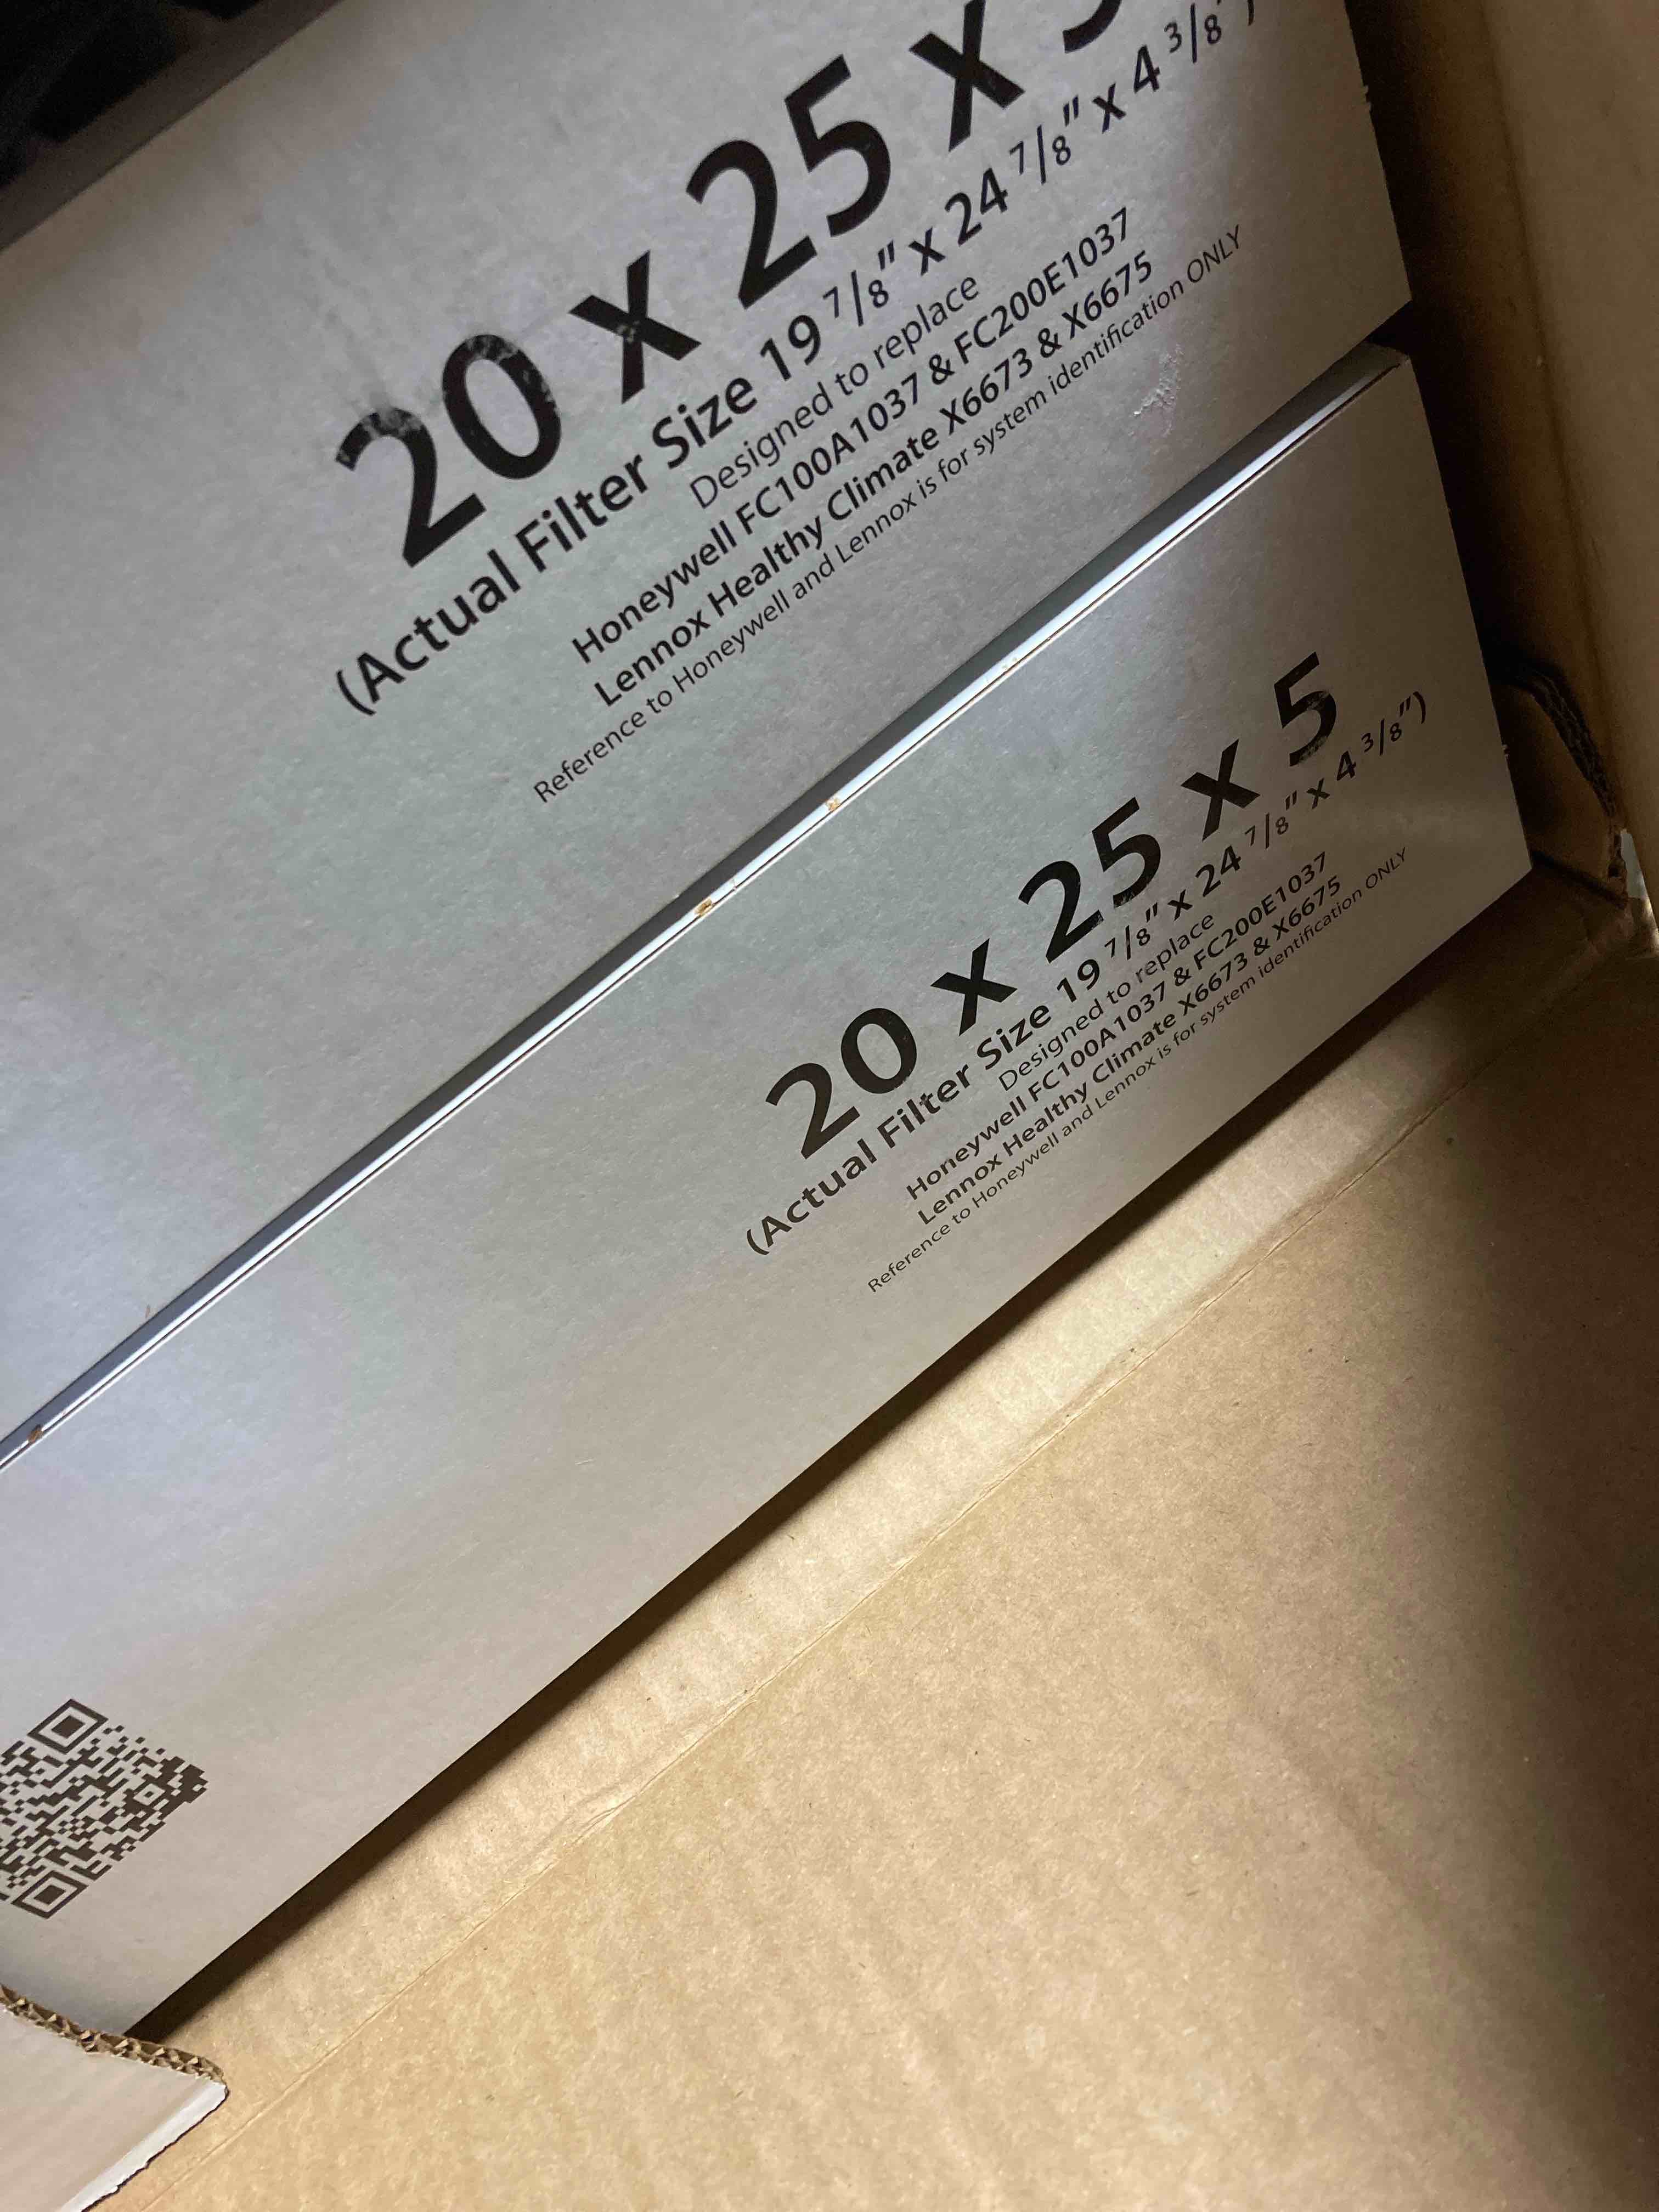 20 x 25 x
(Actual Filter Size 19 7/8" x 24 7/8" x 4 3/8")
Designed to replace
Honeywell FC100A1037 & FC200E1037
Lennox Healthy Climate X6673 & X6675
Reference to Honeywell and Lennox is for system identification ONLY
20 x 25 x 5
(Actual Filter Size 19 7/8" x 24 7/8" x 4 3/8")
Designed to replace
Honeywell FC100A1037 & FC200E1037
Lennox Healthy Climate X6673 & X6675
Reference to Honeywell and Lennox is for system identification ONLY